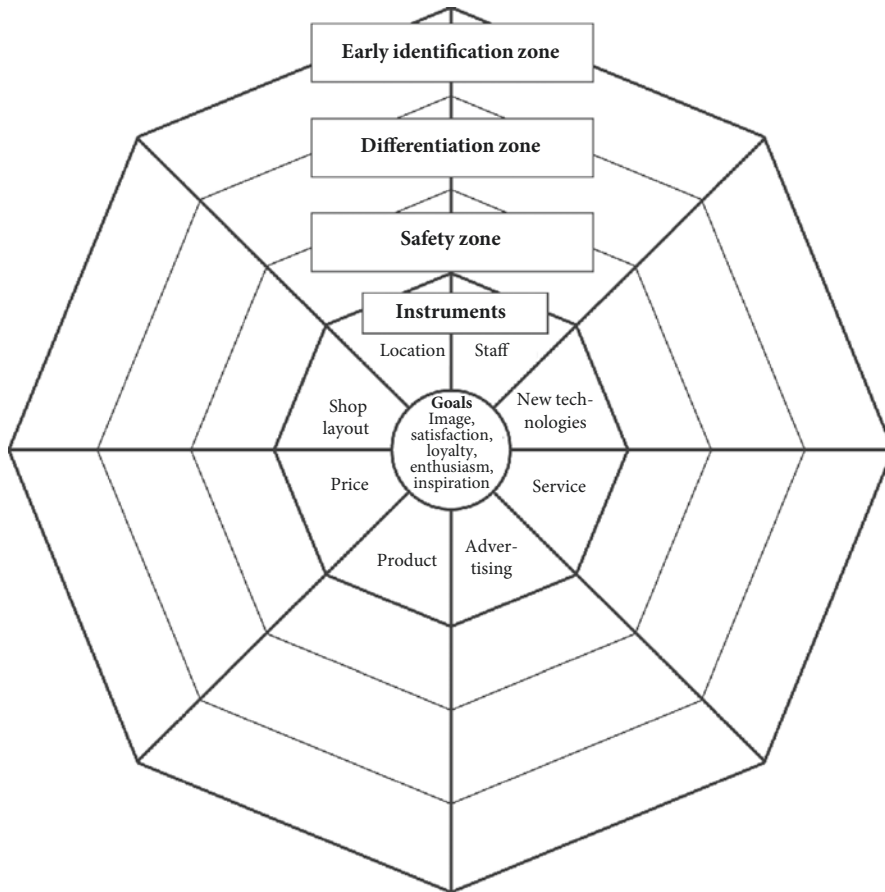 Early identification zone
Differentiation zone
Safety zone
Instruments
Location
Staff
Shop
layout
Goals
Image,
satisfaction,
loyalty,
enthusiasm,
inspiration
New tech-
nologies
Price
Service
Product
Adver-
tising